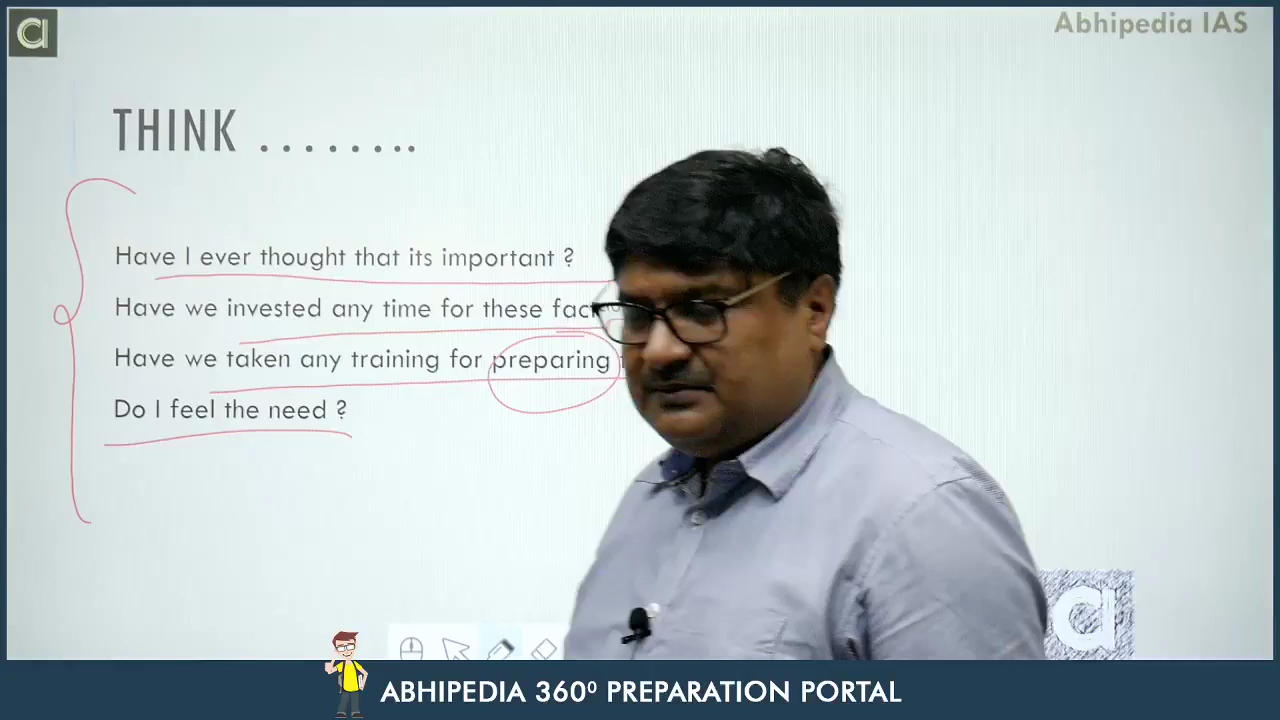 Abhipedia IAS
THINK ........
Have I ever thought that its important ?
Have we invested any time for these
Have we taken any training for preparing
Do I feel the need ?
ABHIPEDIA 360⁰ PREPARATION PORTAL